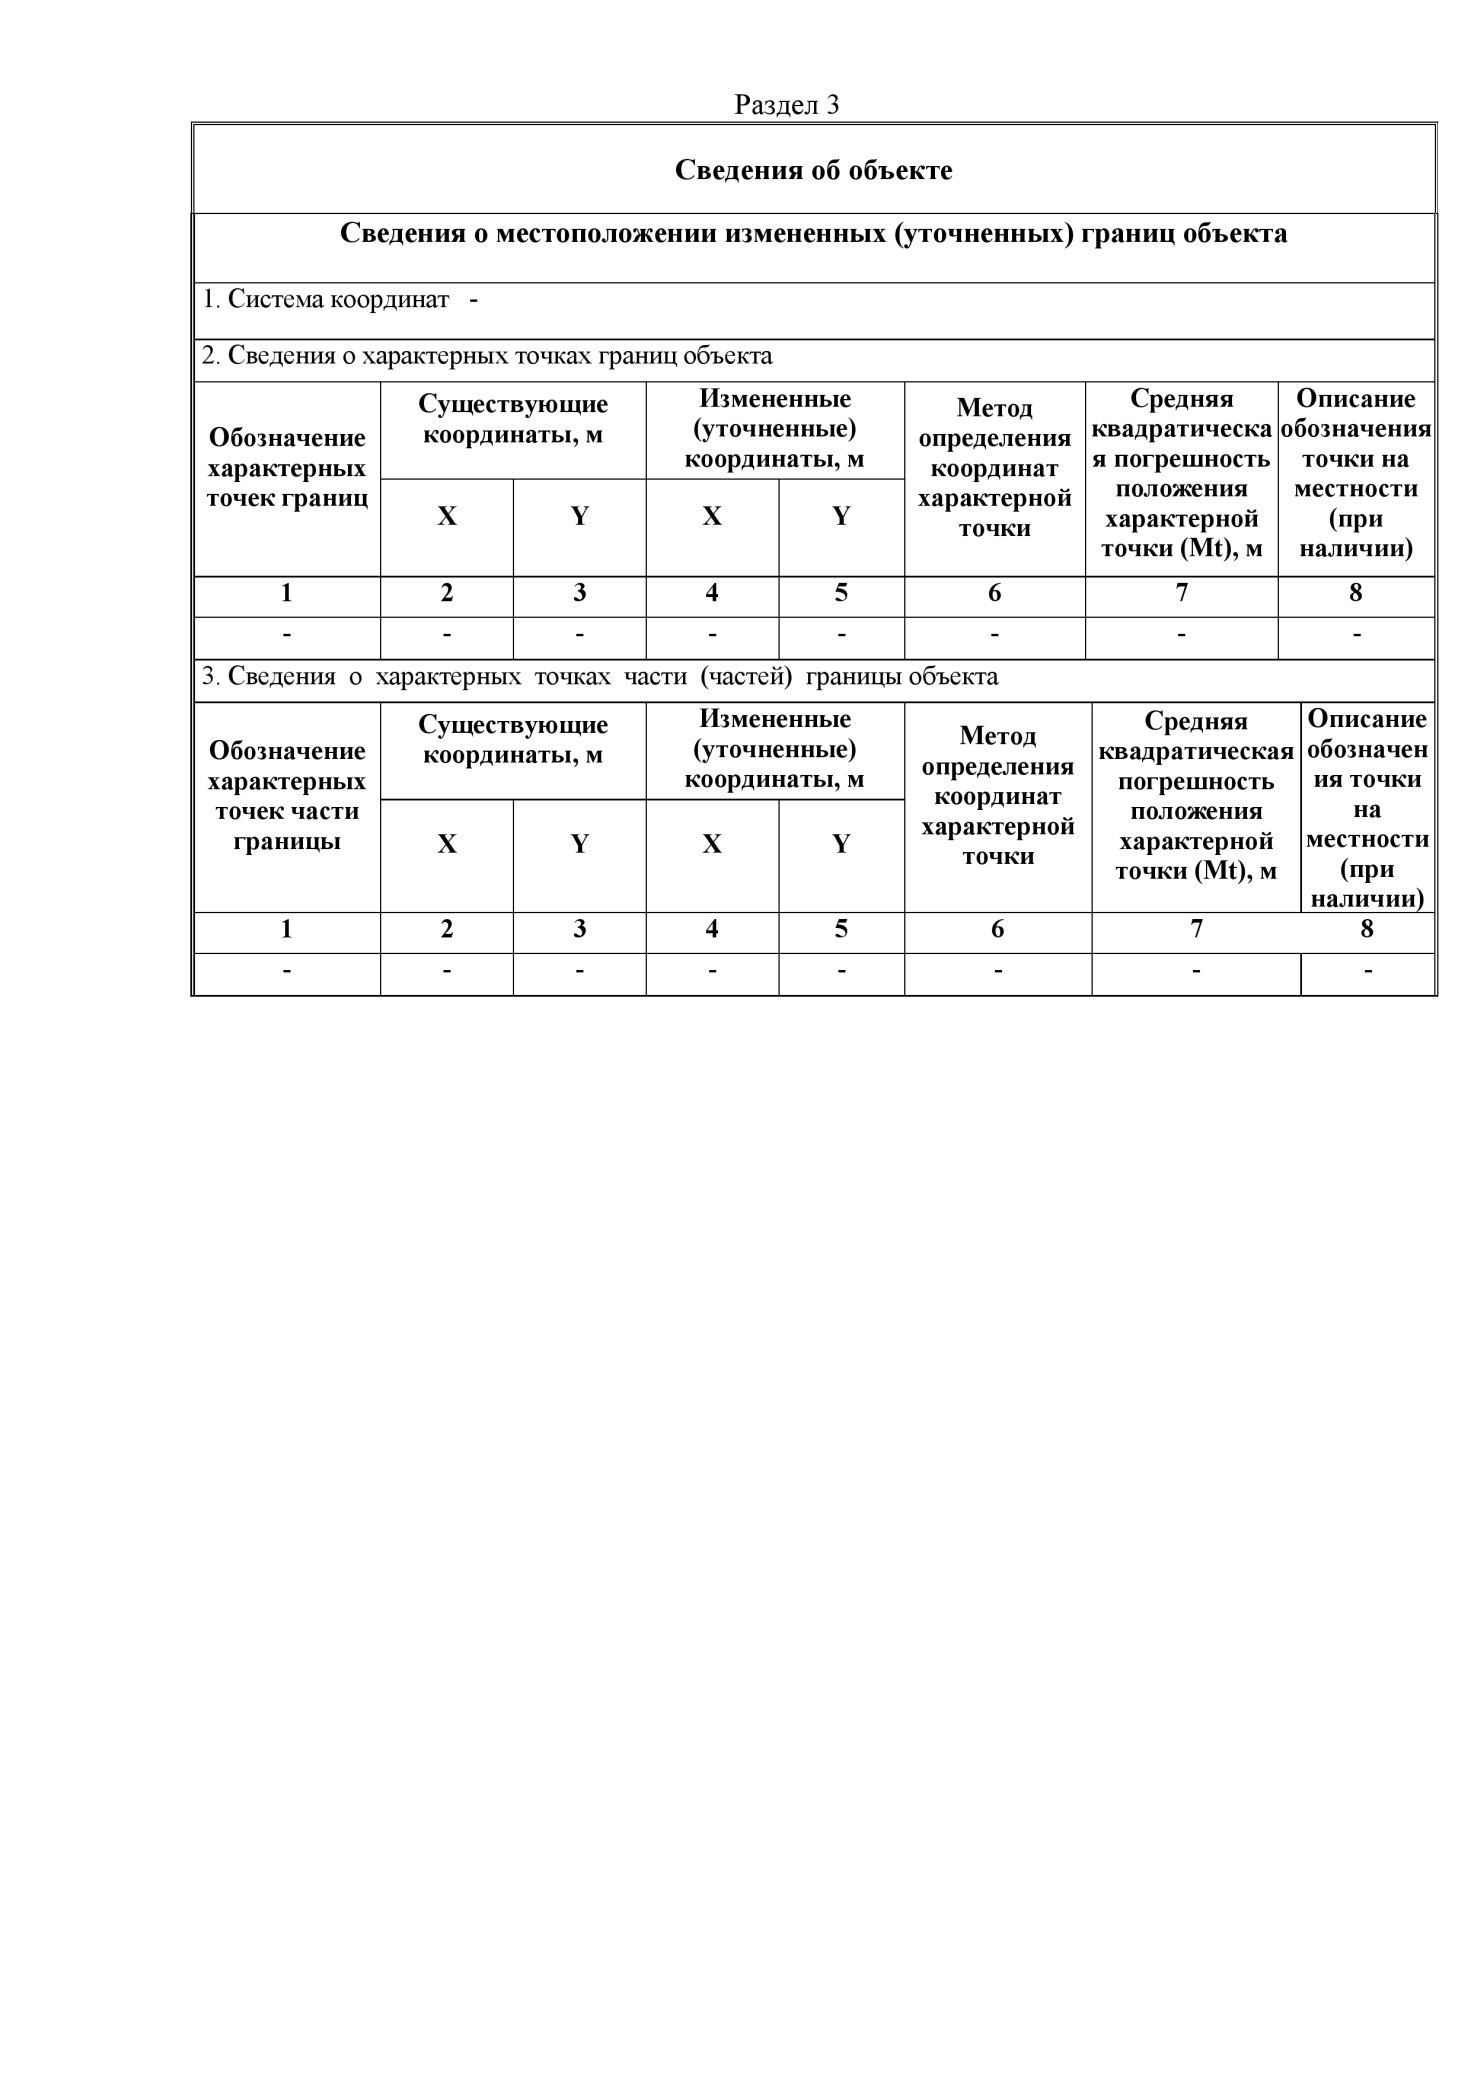 Раздел 3
Сведения об объекте
Сведения о местоположении измененных (уточненных) границ объекта
1. Система координат -
2. Сведения о характерных точках границ объекта
Обозначение
характерных
точек границ
Существующие
координаты, м
X Y
Измененные
(уточненные)
координаты, м
X Y
Метод
определения
координат
характерной
точки
Средняя
квадратическа
я погрешность
положения
характерной
точки (Mt), м
Описание
обозначения
точки на
местности
(при
наличии)
1 2 3 4 5 6 7 8
- - - - - - - -
3. Сведения о характерных точках части (частей) границы объекта
Обозначение
характерных
точек части
границы
Существующие
координаты, м
X Y
Измененные
(уточненные)
координаты, м
X Y
Метод
определения
координат
характерной
точки
Средняя
квадратическая
погрешность
положения
характерной
точки (Mt), м
Описание
обозначен
ия точки
на
местности
(при
наличии)
1 2 3 4 5 6 7 8
- - - - - - - -